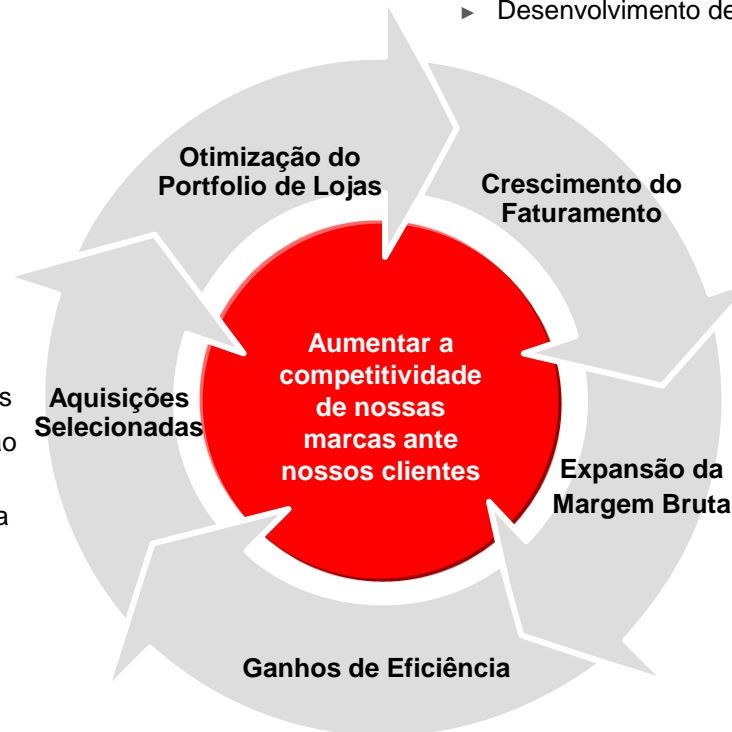 ► Desenvolvimento de
Otimização do
Portfolio de Lojas
Crescimento do
Faturamento
Aumentar a
competitividade
de nossas
marcas ante
nossos clientes
Aquisições
Selecionadas
Expansão da
Margem Bruta
Ganhos de Eficiência